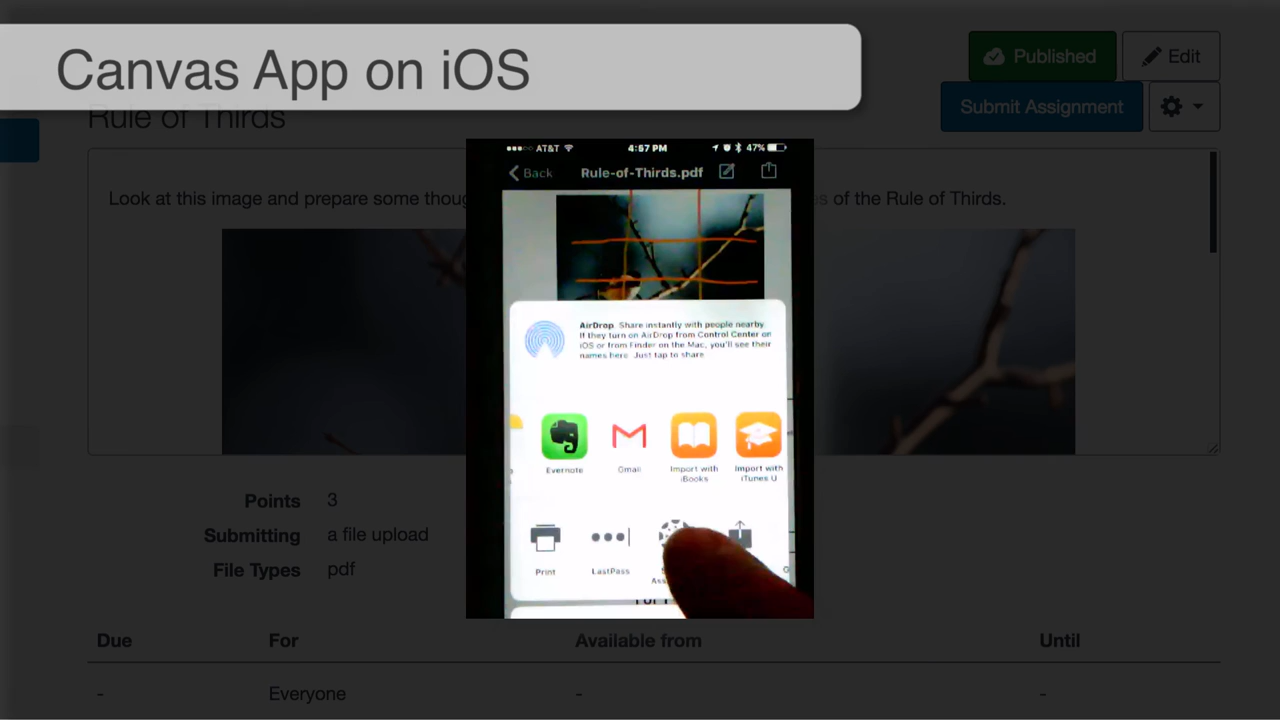 Canvas App on iOS
Published
Edit
Submit Assignment
Rule of Thirds
Look at this image and prepare some thoug
es of the Rule of Thirds.
AT&T
4:57 PM
47%
Back
Rule-of-Thirds.pdf
AirDrop. Share instantly with people nearby.
If they turn on AirDrop from Control Center on
iOS or from Finder on the Mac, you'll see their
names here. Just tap to share.
Evernote
Gmail
Import with
iBooks
Import with
iTunes U
Print
LastPass
Points 3
Submitting a file upload
File Types pdf
Due For Available from Until
- Everyone - -